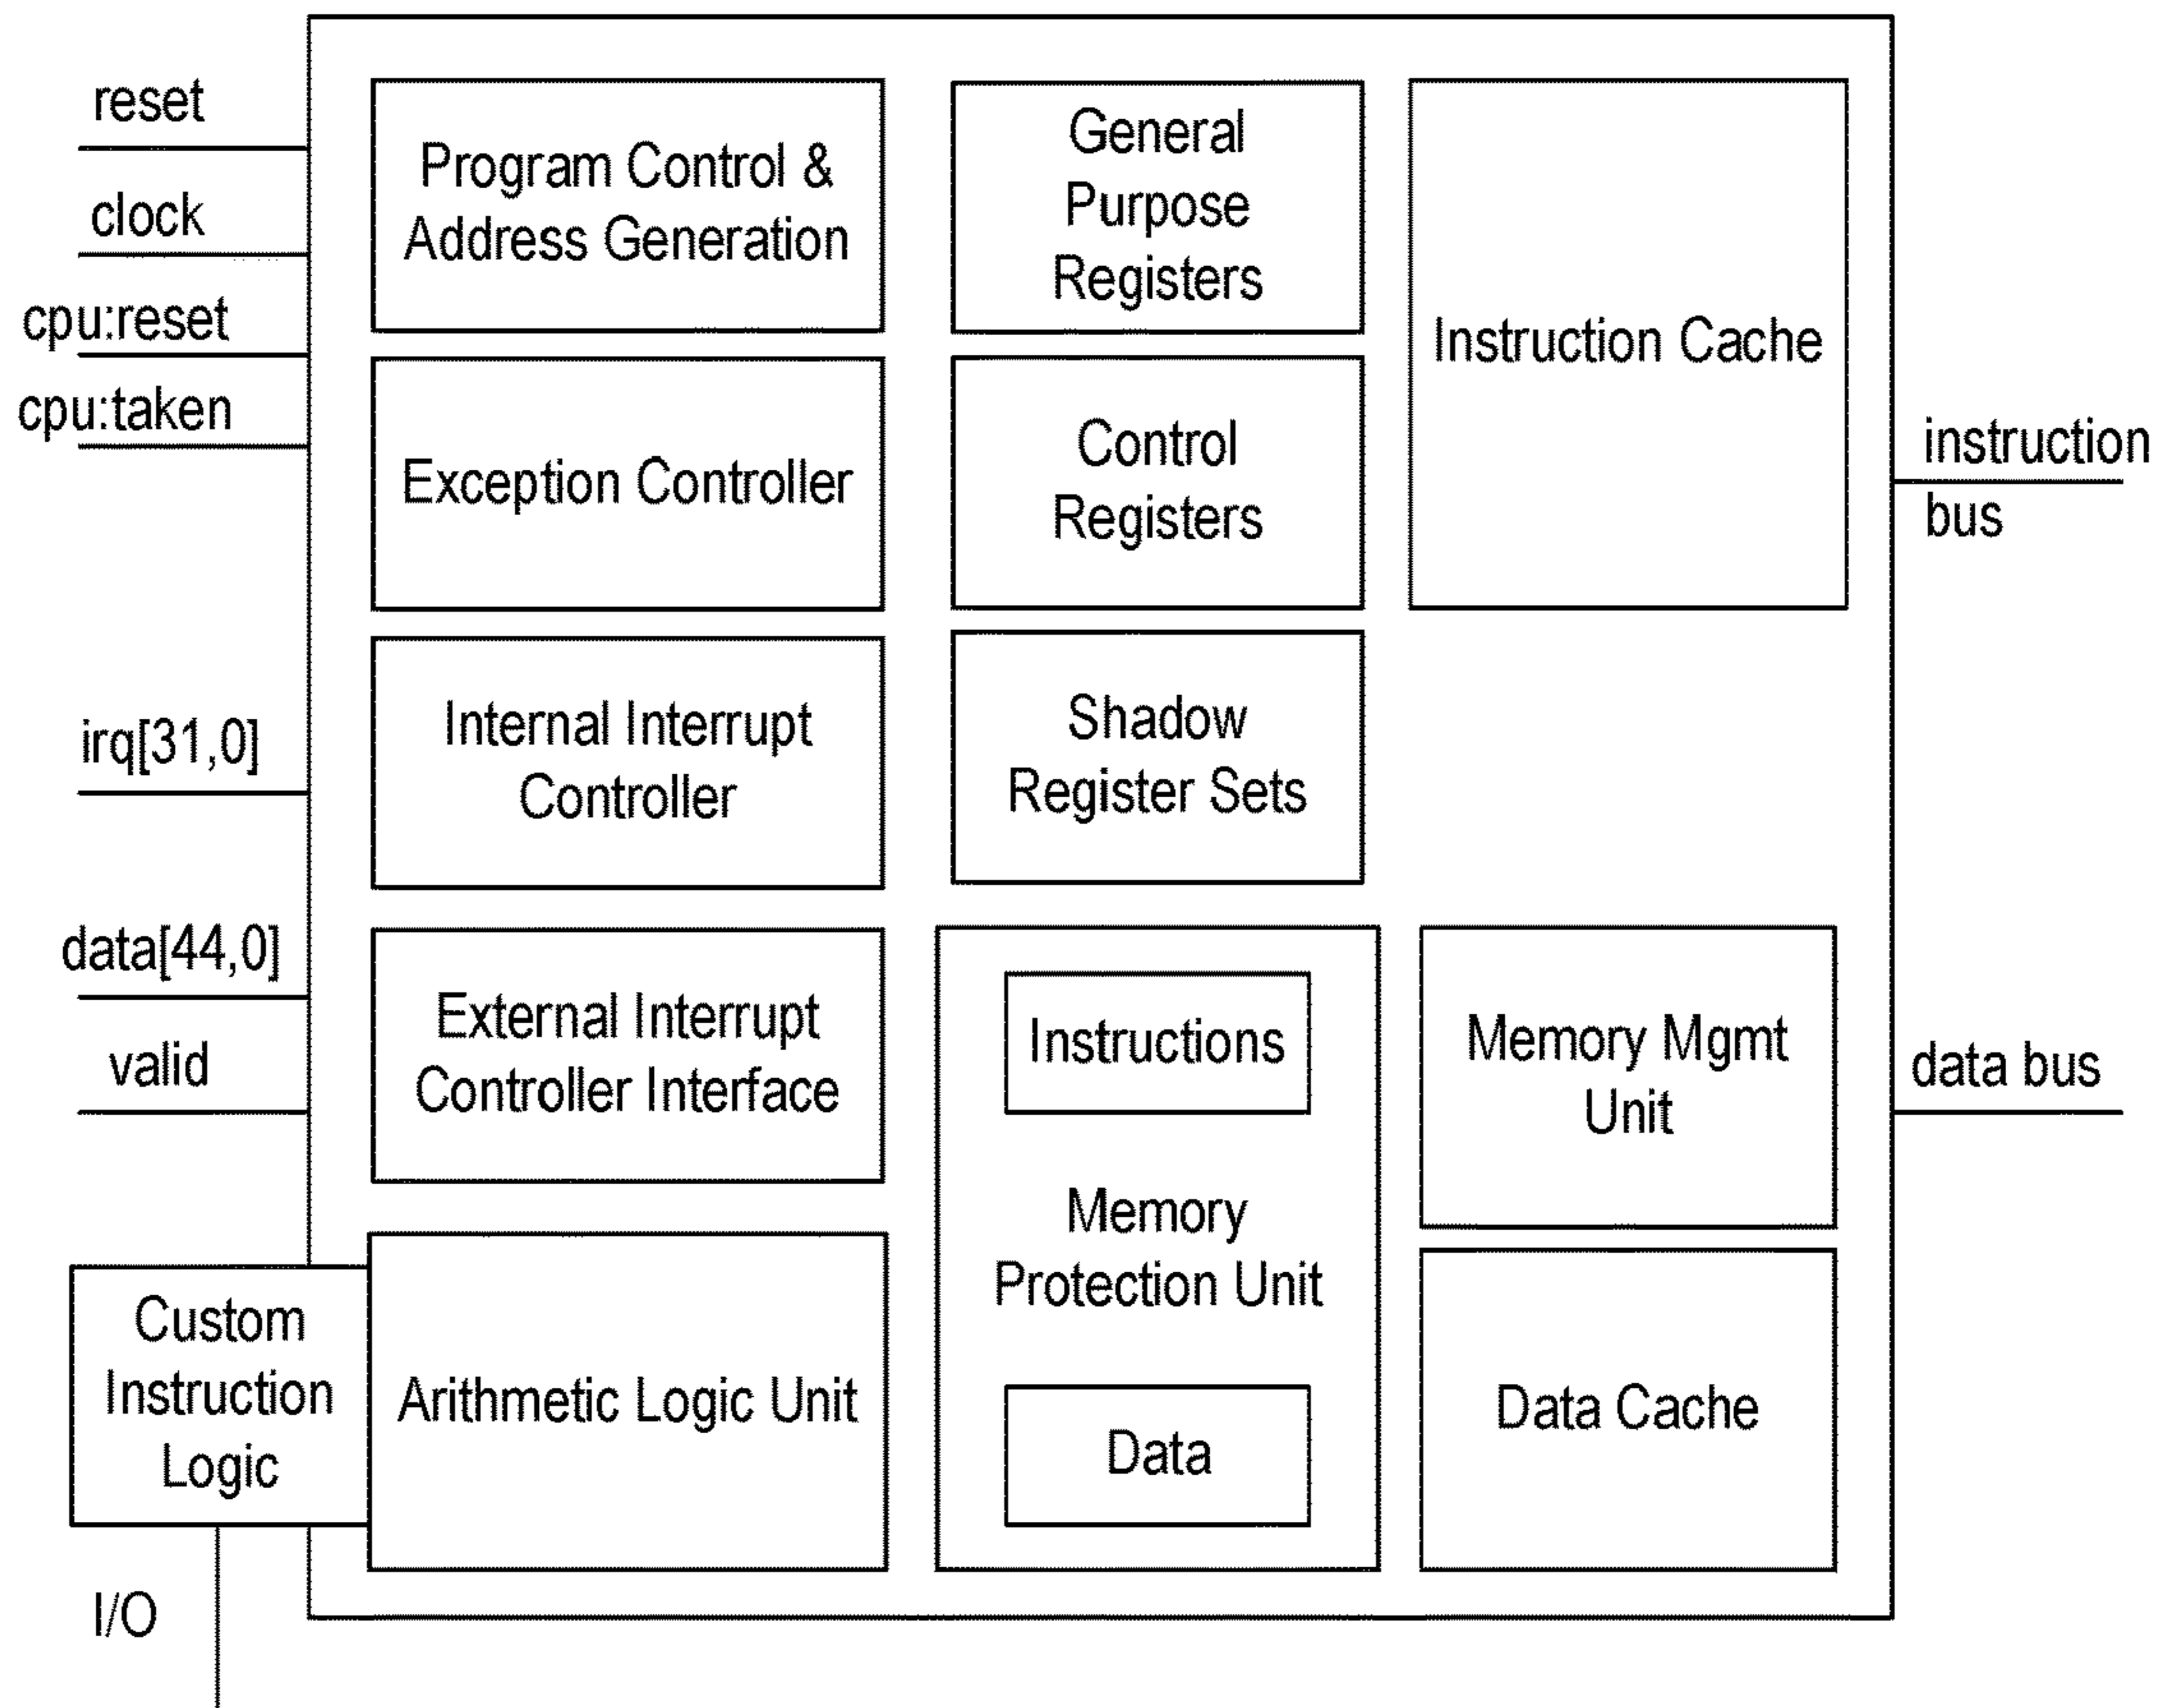 reset
clock
cpu:reset
cpu:taken
irq[31,0]
data[44,0]
valid
Custom
Instruction
Logic
I/O
Program Control &
Address Generation
Exception Controller
Internal Interrupt
Controller
External Interrupt
Controller Interface
Arithmetic Logic Unit
General
Purpose
Registers
Control
Registers
Shadow
Register Sets
Instructions
Memory
Protection Unit
Data
Instruction Cache
Memory Mgmt
Unit
Data Cache
instruction
bus
data bus